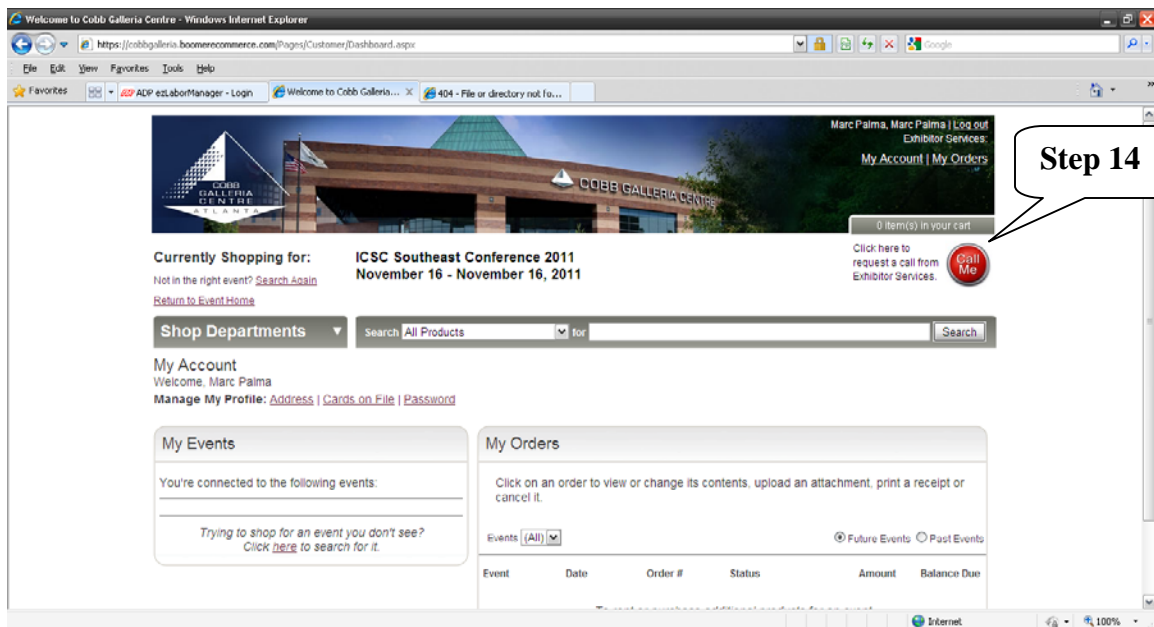 Welcome to Cobb Galleria Centre - Windows Internet Explorer
https://cobbgalleria.boomerecommerce.com/Pages/Customer/Dashboard.aspx
Google
File Edit View Favorites Tools Help
Favorites
ADP ezLaborManager - Login
Welcome to Cobb Galleria...
404 - File or directory not fo...
COBB
GALLERIA
CENTRE
ATLANTA
COBB GALLERIA CENTRE
Marc Palma, Marc Palma | Log out
Exhibitor Services:
My Account | My Orders
Step 14
0 item(s) in your cart
Click here to
request a call from
Exhibitor Services.
Call
Me
Currently Shopping for:
Not in the right event? Search Again
Return to Event Home
ICSC Southeast Conference 2011
November 16 - November 16, 2011
Shop Departments
Search All Products for Search
My Account
Welcome, Marc Palma
Manage My Profile: Address | Cards on File | Password
My Events
You're connected to the following events:
Trying to shop for an event you don't see?
Click here to search for it.
My Orders
Click on an order to view or change its contents, upload an attachment, print a receipt or
cancel it.
Events (All) Future Events Past Events
Event Date Order # Status Amount Balance Due
To rent or purchase additional products for an event
Internet
100%